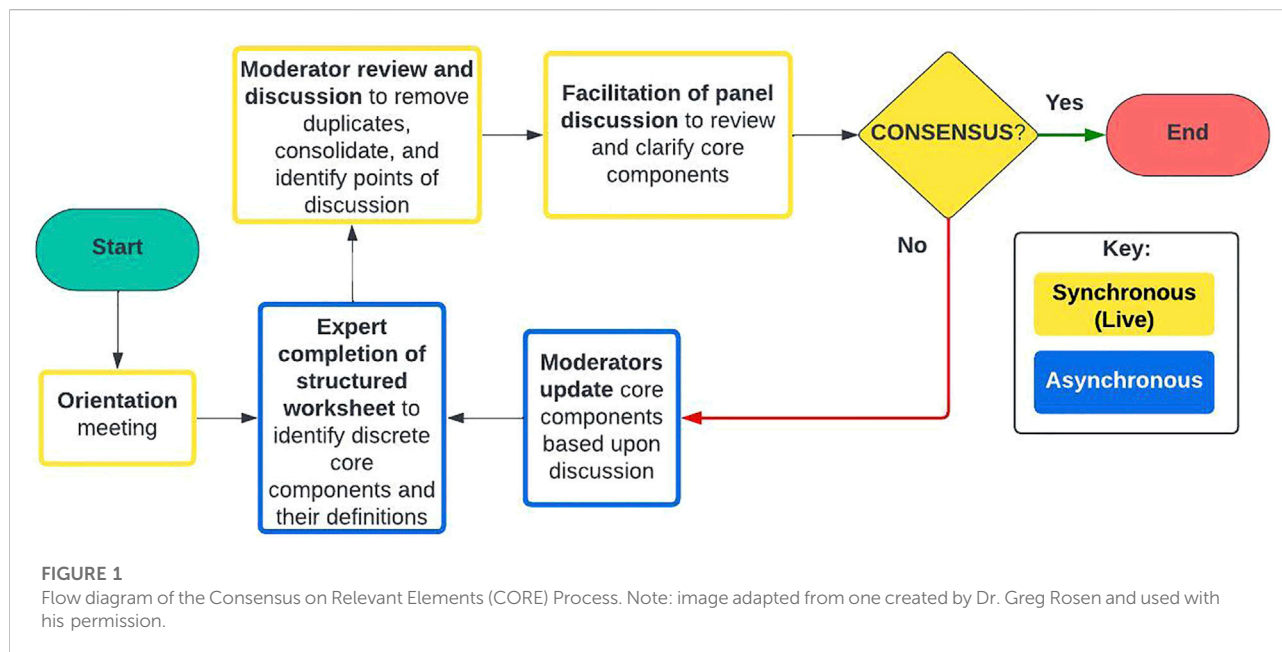 Start
Orientation
meeting
Expert
completion of
structured
worksheet to
identify discrete
core
components and
their definitions
Moderator review and
discussion to remove
duplicates,
consolidate, and
identify points of
discussion
Facilitation of panel
discussion to review
and clarify core
components
CONSENSUS?
Yes
End
No
Moderators
update core
components
based upon
discussion
Key:
Synchronous
(Live)
Asynchronous
FIGURE 1
Flow diagram of the Consensus on Relevant Elements (CORE) Process. Note: image adapted from one created by Dr. Greg Rosen and used with
his permission.